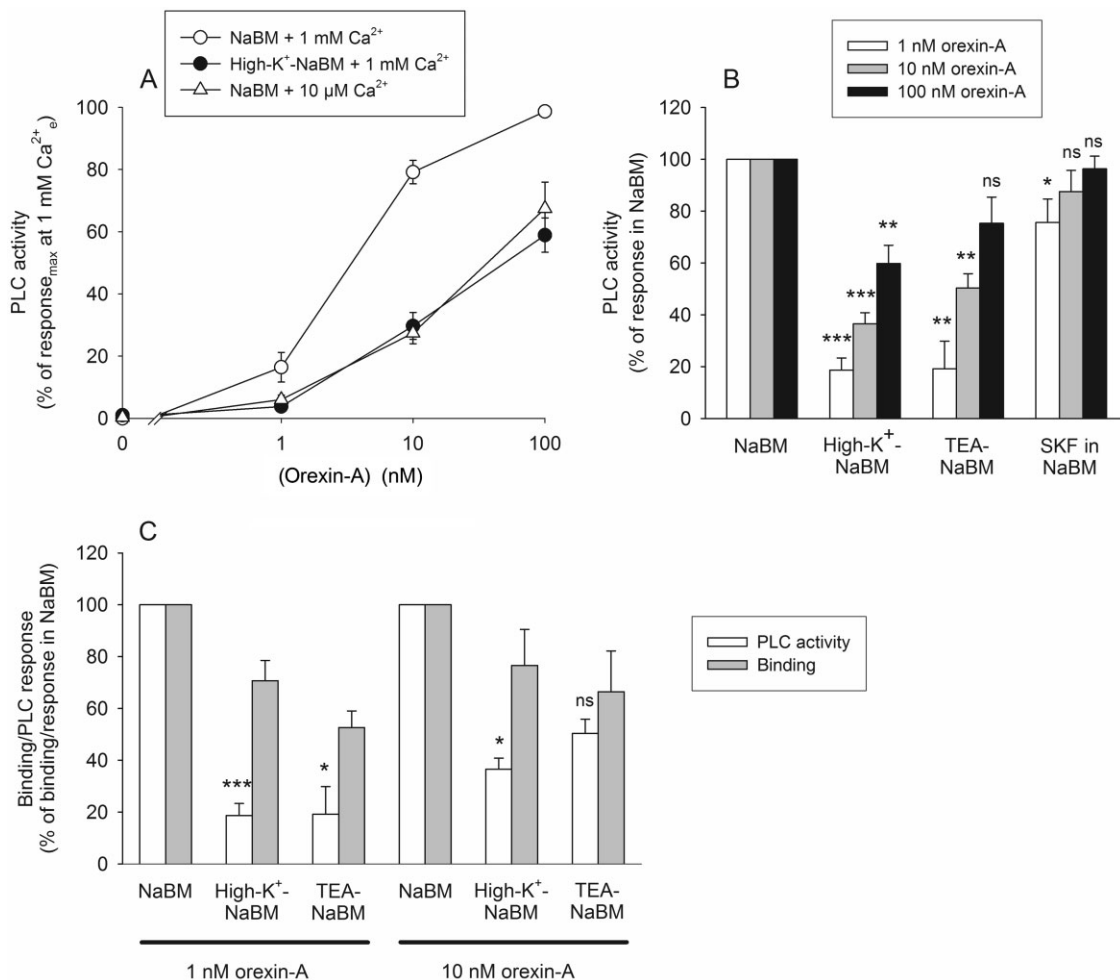 NaBM + 1 mM Ca²⁺
High-K⁺-NaBM + 1 mM Ca²⁺
NaBM + 10 µM Ca²⁺
A
PLC activity
(% of response max at 1 mM Ca²⁺ e)
100
80
60
40
20
0
0
1
10
100
(Orexin-A) (nM)
1 nM orexin-A
10 nM orexin-A
100 nM orexin-A
B
PLC activity
(% of response in NaBM)
120
100
80
60
40
20
0
***
***
**
**
**
ns
*
ns
ns
NaBM
High-K⁺-
NaBM
TEA-
NaBM
SKF in
NaBM
C
Binding/PLC response
(% of binding/response in NaBM)
120
100
80
60
40
20
0
***
*
*
ns
NaBM
High-K⁺-
NaBM
TEA-
NaBM
NaBM
High-K⁺-
NaBM
TEA-
NaBM
1 nM orexin-A
10 nM orexin-A
PLC activity
Binding